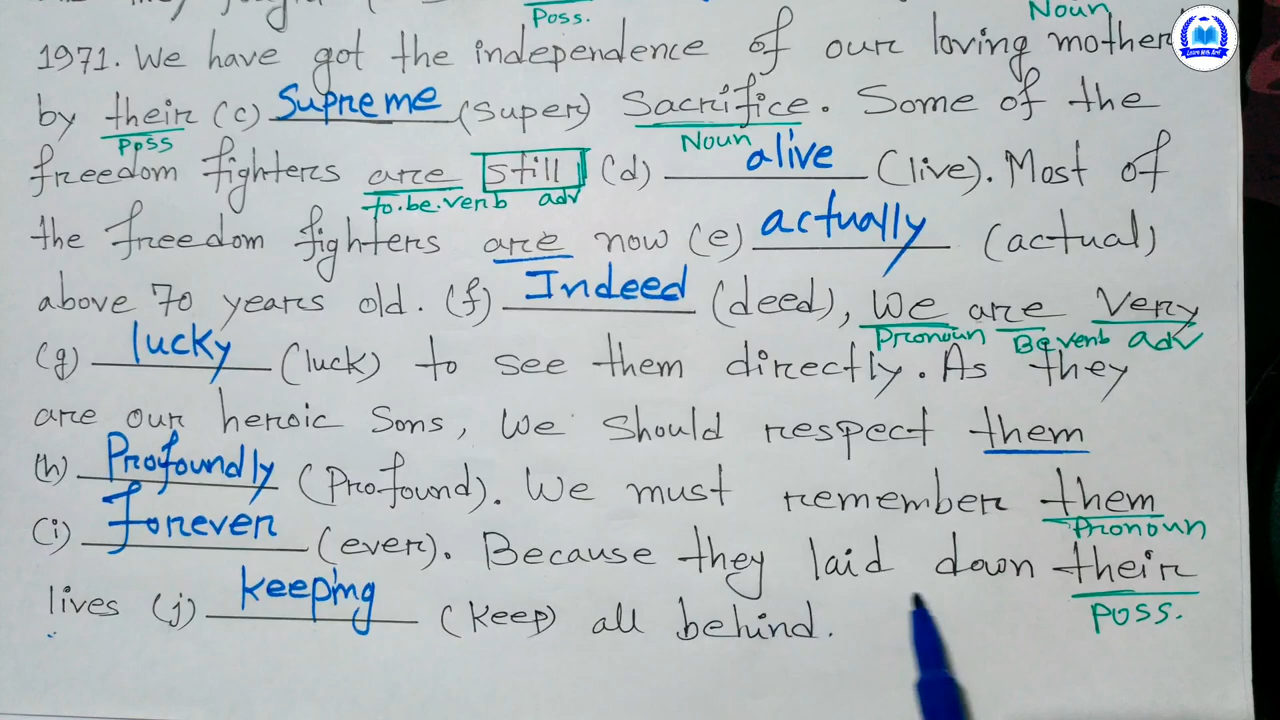 Poss. Noun
1971. We have got the independence of our loving mother
by their (c) Supreme (Super) Sacrifice. Some of the
Poss Noun
freedom fighters are still (d) alive (live). Most of
to.be.verb adv
the freedom fighters are now (e) actually (actual)
above 70 years old. (f) Indeed (deed), we are very
Pronoun Be verb adv
(g) lucky (luck) to see them directly. As they
are our heroic Sons, we should respect them
(h) Profoundly (Profound). We must remember them
Pronoun
(i) forever (ever). Because they laid down their
poss.
lives (j) keeping (keep) all behind.